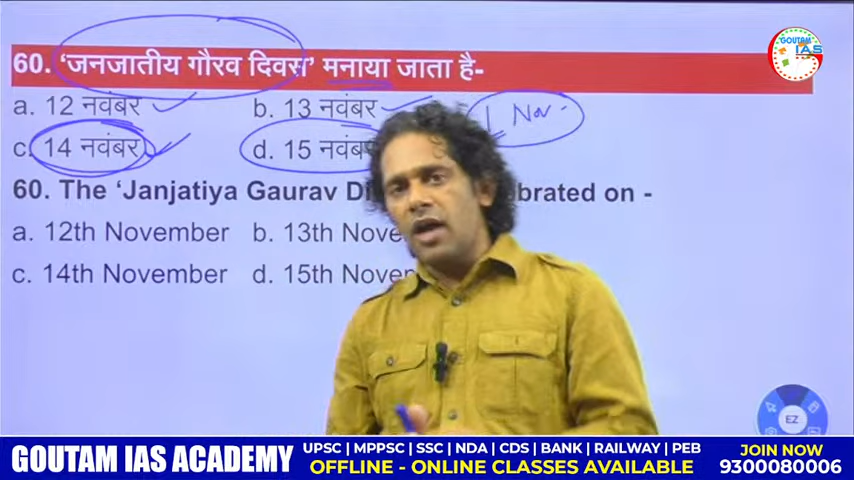 60. 'जनजातीय गौरव दिवस' मनाया जाता है-
GOUTAM
IAS
a. 12 नवंबर b. 13 नवंबर
1 Nov.
c. 14 नवंबर d. 15 नवंब
60. The 'Janjatiya Gaurav Di brated on -
a. 12th November b. 13th Nove
c. 14th November d. 15th Nover
EZ
GOUTAM IAS ACADEMY
UPSC | MPPSC | SSC | NDA | CDS | BANK | RAILWAY | PEB
OFFLINE - ONLINE CLASSES AVAILABLE
JOIN NOW
9300080006